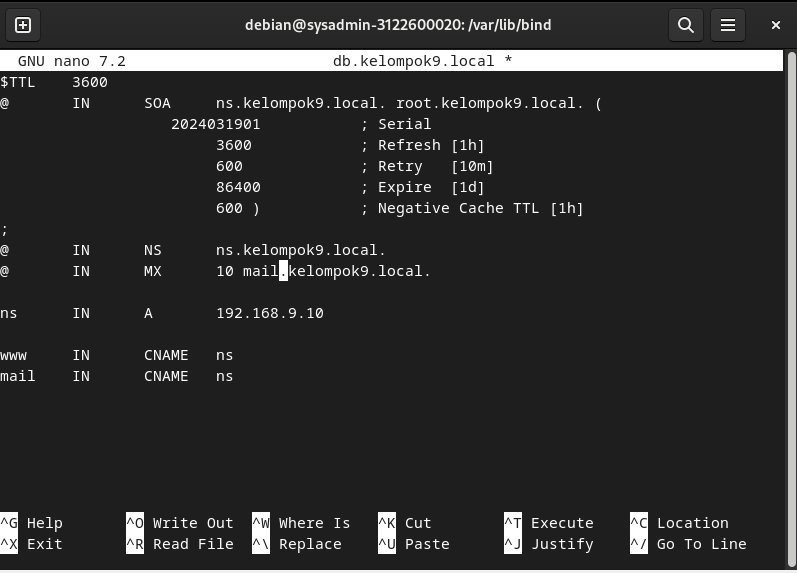 debian@sysadmin-3122600020: /var/lib/bind
GNU nano 7.2 db.kelompok9.local *
$TTL 3600
@ IN SOA ns.kelompok9.local. root.kelompok9.local. (
2024031901 ; Serial
3600 ; Refresh [1h]
600 ; Retry [10m]
86400 ; Expire [1d]
600 ) ; Negative Cache TTL [1h]
;
@ IN NS ns.kelompok9.local.
@ IN MX 10 mail.kelompok9.local.
ns IN A 192.168.9.10
www IN CNAME ns
mail IN CNAME ns
^G Help ^O Write Out ^W Where Is ^K Cut ^T Execute ^C Location
^X Exit ^R Read File ^\ Replace ^U Paste ^J Justify ^/ Go To Line